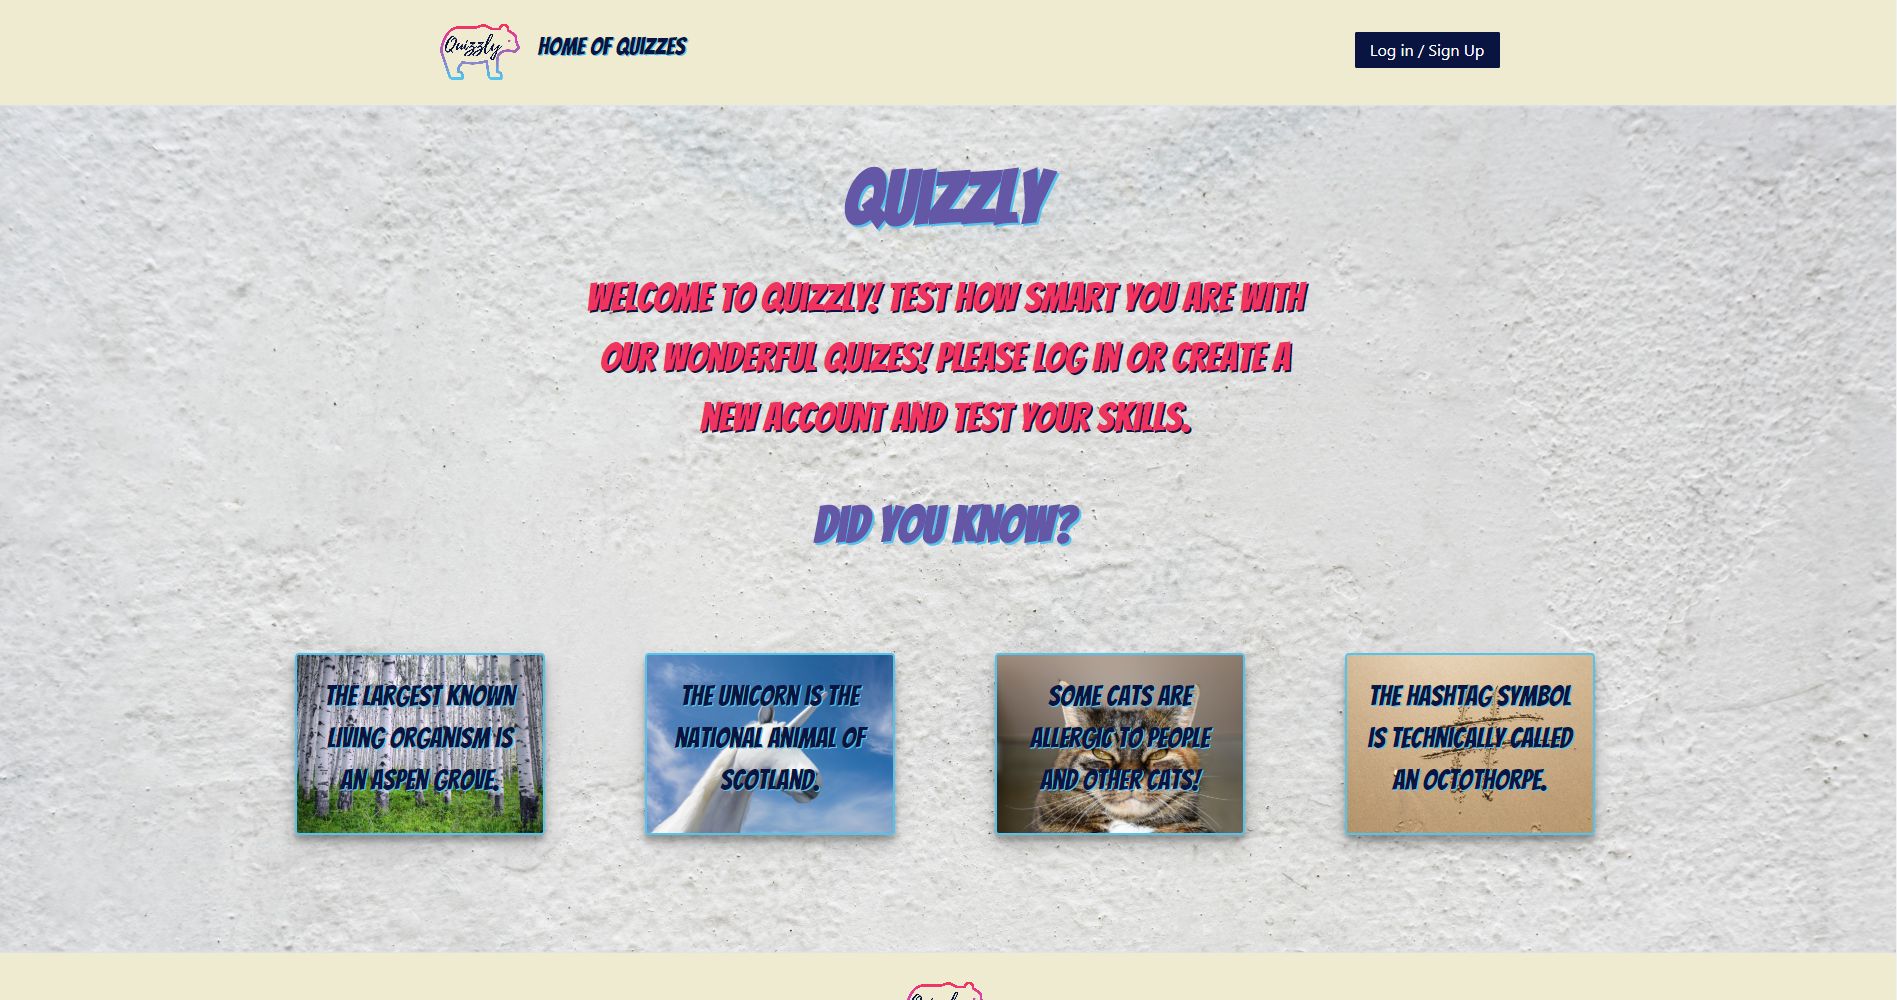 Quizzly
HOME OF QUIZZES
Log in / Sign Up
QUIZZLY
WELCOME TO QUIZZLY! TEST HOW SMART YOU ARE WITH
OUR WONDERFUL QUIZES! PLEASE LOG IN OR CREATE A
NEW ACCOUNT AND TEST YOUR SKILLS.
DID YOU KNOW?
THE LARGEST KNOWN
LIVING ORGANISM IS
AN ASPEN GROVE.
THE UNICORN IS THE
NATIONAL ANIMAL OF
SCOTLAND.
SOME CATS ARE
ALLERGIC TO PEOPLE
AND OTHER CATS!
THE HASHTAG SYMBOL
IS TECHNICALLY CALLED
AN OCTOTHORPE.